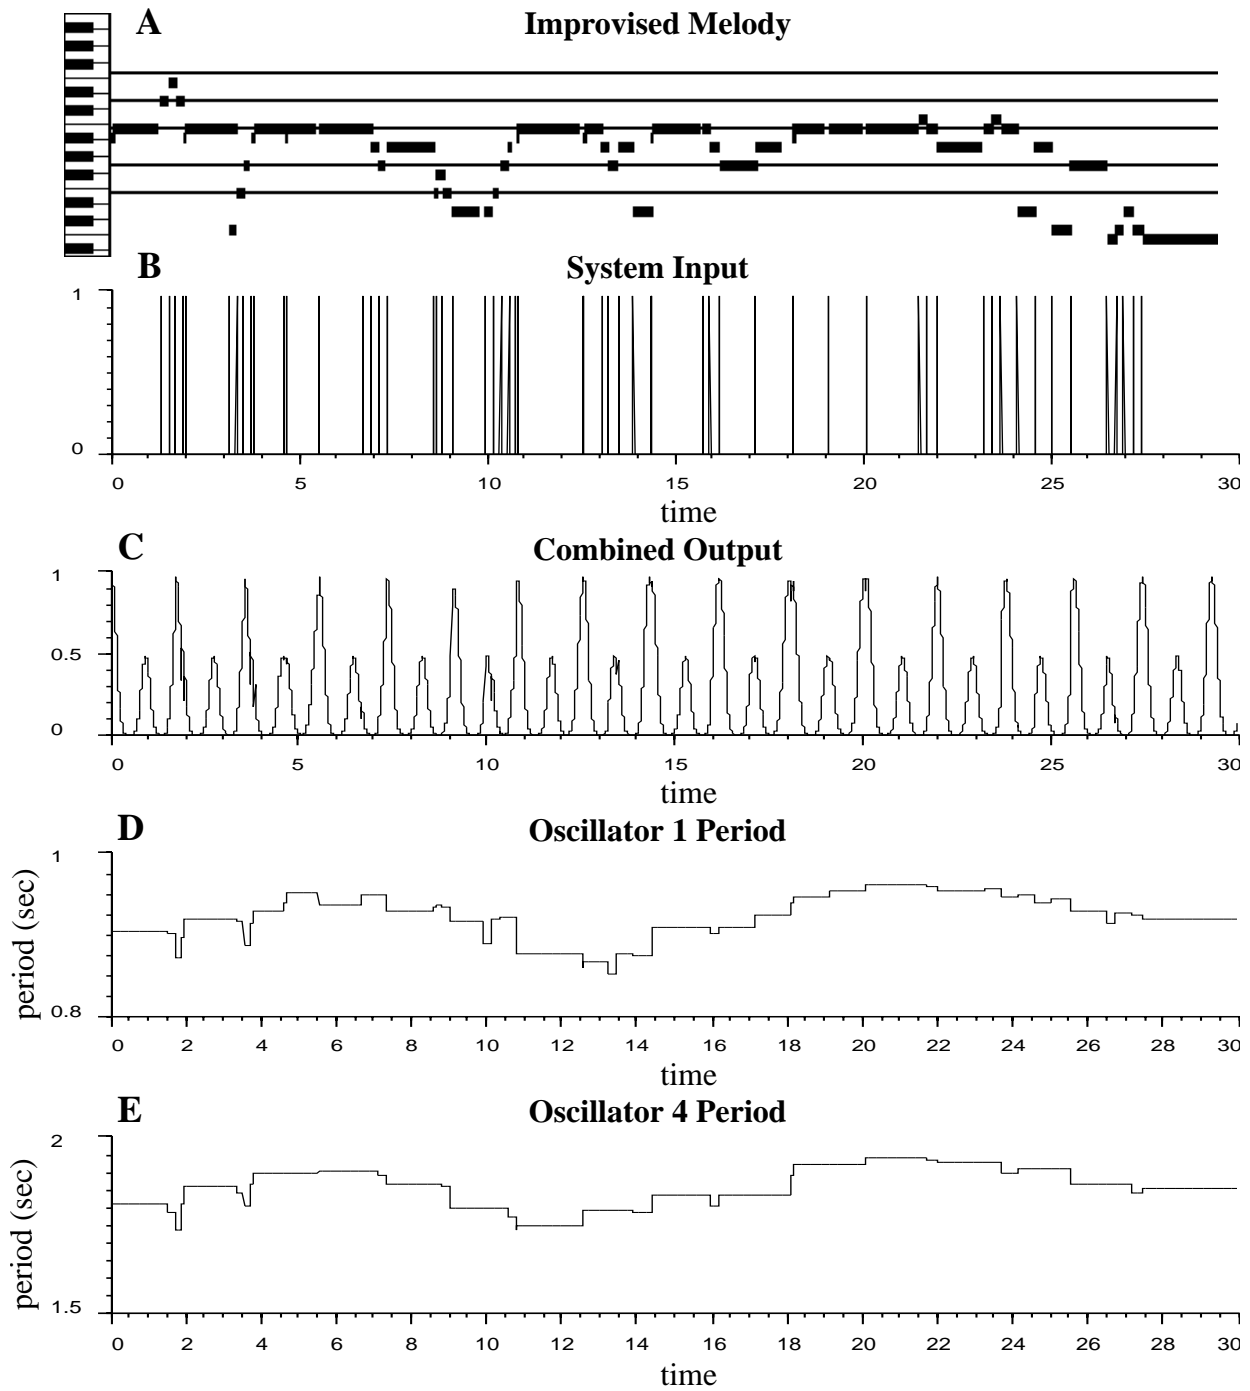 A Improvised Melody
B System Input
1
0
0 5 10 15 20 25 30
time
C Combined Output
1
0.5
0
0 5 10 15 20 25 30
time
D Oscillator 1 Period
1
period (sec)
0.8
0 2 4 6 8 10 12 14 16 18 20 22 24 26 28 30
time
E Oscillator 4 Period
2
period (sec)
1.5
0 2 4 6 8 10 12 14 16 18 20 22 24 26 28 30
time